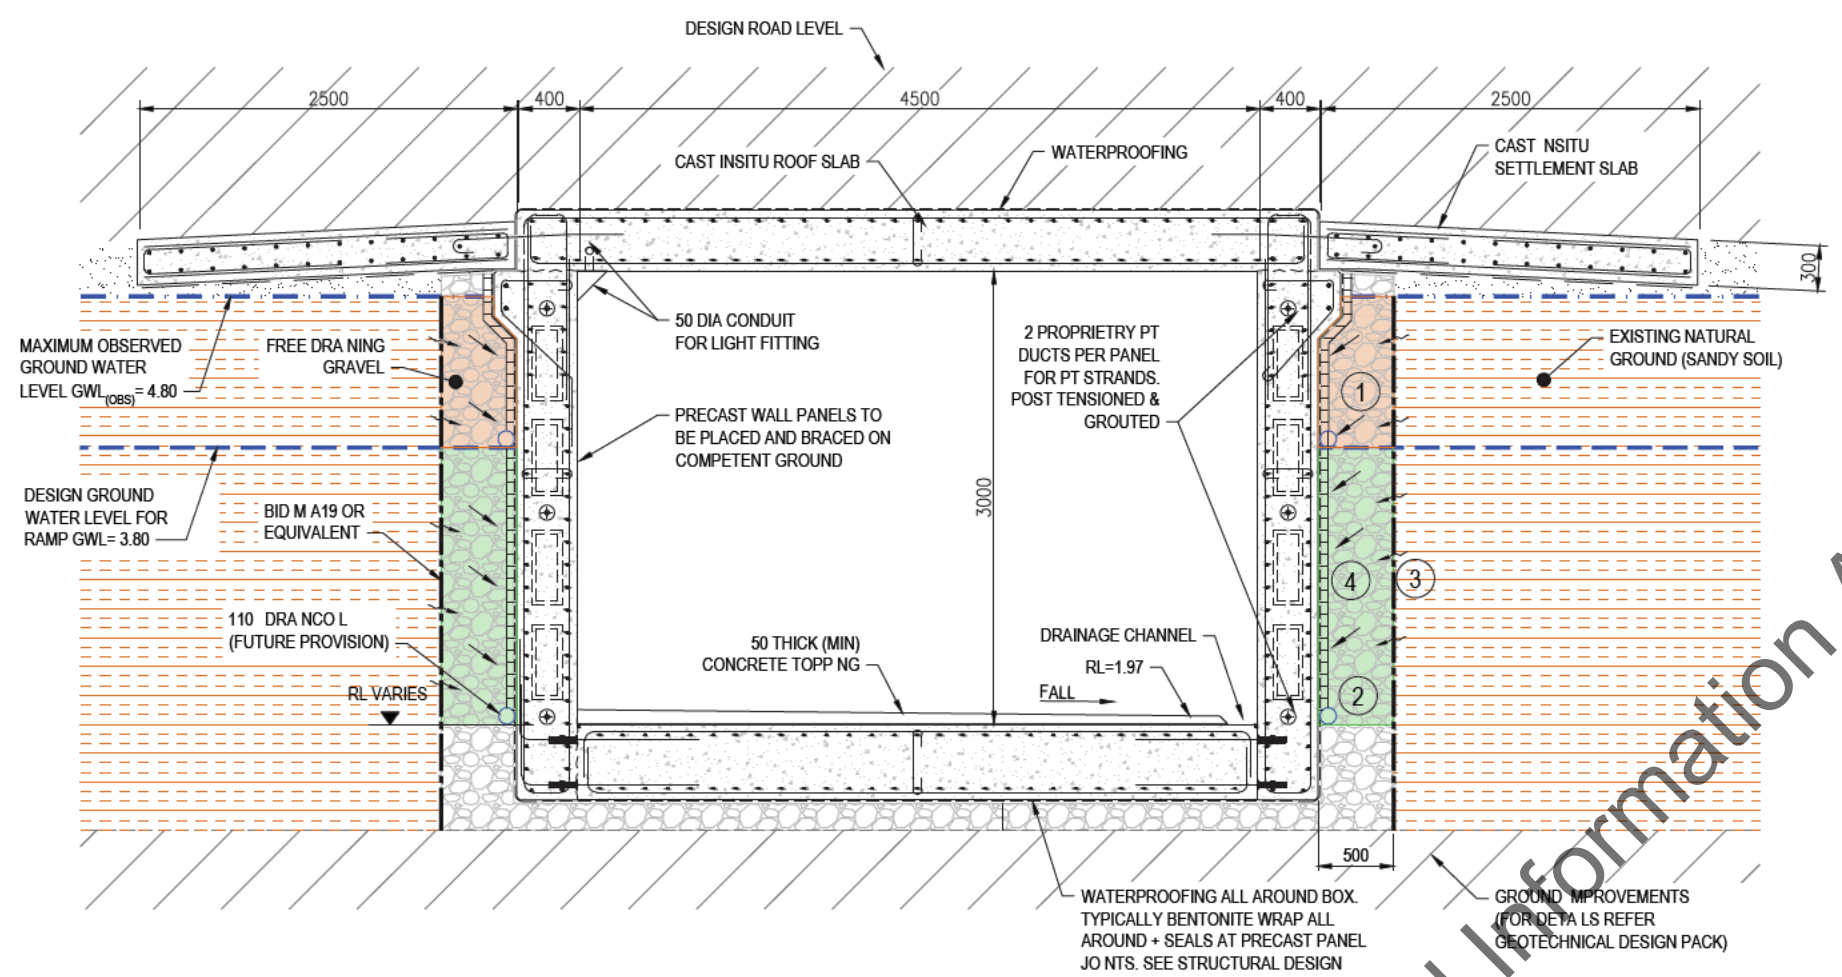 DESIGN ROAD LEVEL
2500
400
4500
400
2500
CAST INSITU ROOF SLAB
WATERPROOFING
CAST NSITU
SETTLEMENT SLAB
300
MAXIMUM OBSERVED
GROUND WATER
LEVEL GWL(OBS)= 4.80
FREE DRA NING
GRAVEL
50 DIA CONDUIT
FOR LIGHT FITTING
2 PROPRIETRY PT
DUCTS PER PANEL
FOR PT STRANDS.
POST TENSIONED &
GROUTED
EXISTING NATURAL
GROUND (SANDY SOIL)
1
PRECAST WALL PANELS TO
BE PLACED AND BRACED ON
COMPETENT GROUND
3000
DESIGN GROUND
WATER LEVEL FOR
RAMP GWL= 3.80
BID M A19 OR
EQUIVALENT
4
3
110 DRA NCO L
(FUTURE PROVISION)
50 THICK (MIN)
CONCRETE TOPP NG
DRAINAGE CHANNEL
RL=1.97
FALL
2
RL VARIES
500
WATERPROOFING ALL AROUND BOX.
TYPICALLY BENTONITE WRAP ALL
AROUND + SEALS AT PRECAST PANEL
JO NTS. SEE STRUCTURAL DESIGN
GROUND MPROVEMENTS
(FOR DETA LS REFER
GEOTECHNICAL DESIGN PACK)
Information